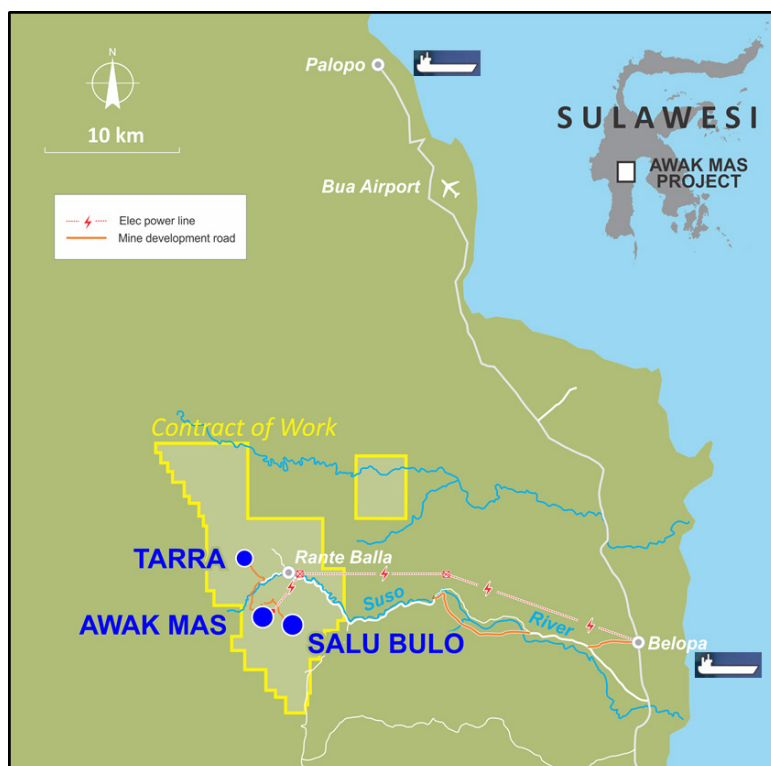 N
10 km
Palopo
SULAWESI
AWAK MAS
PROJECT
Bua Airport
Elec power line
Mine development road
Contract of Work
TARRA
Rante Balla
AWAK MAS
SALU BULO
Suso
River
Belopa